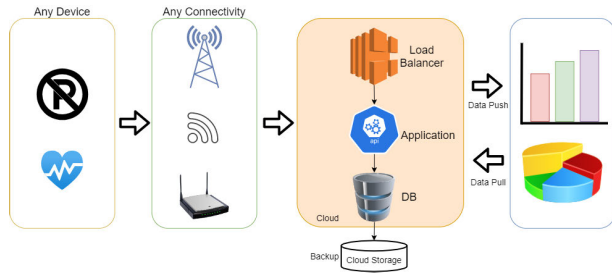 Any Device
Any Connectivity
Load
Balancer
Data Push
api
Application
Data Pull
DB
Cloud
Backup
Cloud Storage